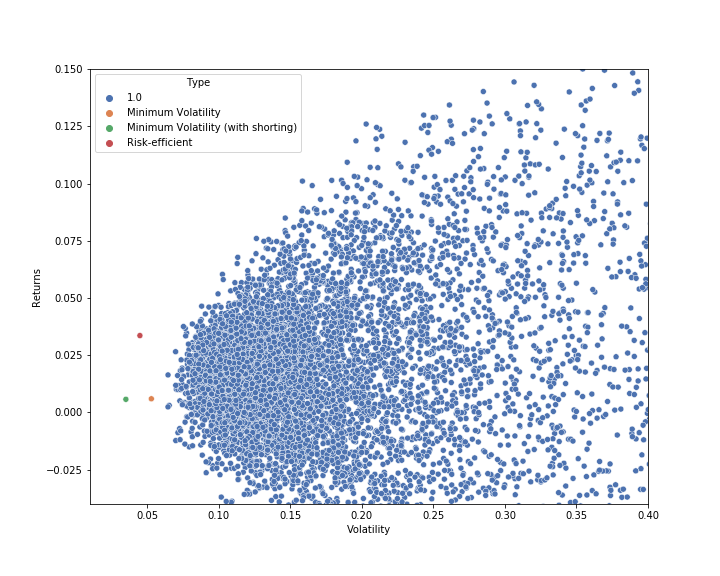 Type
1.0
Minimum Volatility
Minimum Volatility (with shorting)
Risk-efficient
0.150
0.125
0.100
0.075
0.050
0.025
0.000
−0.025
Returns
0.05 0.10 0.15 0.20 0.25 0.30 0.35 0.40
Volatility